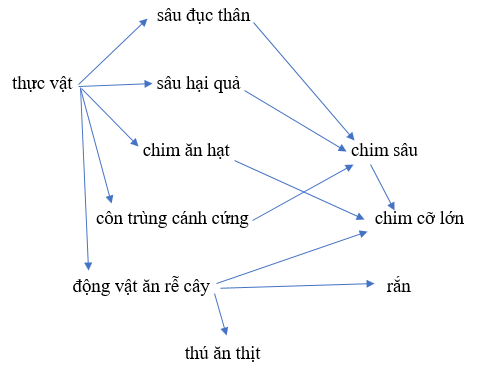 sâu đục thân
thực vật
sâu hại quả
chim ăn hạt
chim sâu
côn trùng cánh cứng
chim cỡ lớn
động vật ăn rễ cây
rắn
thú ăn thịt